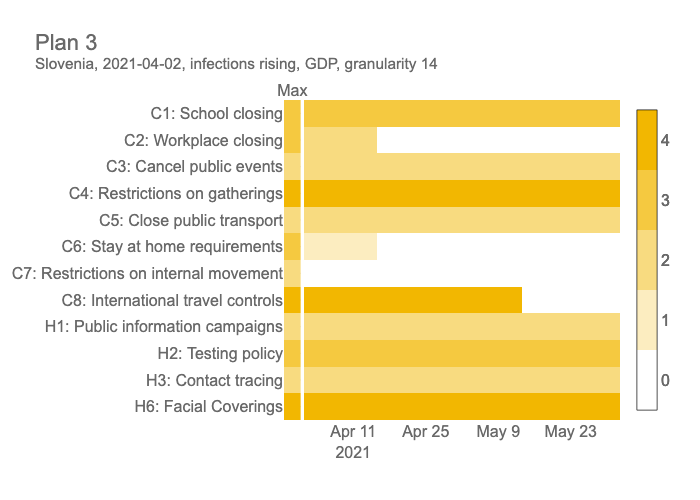 Plan 3
Slovenia, 2021-04-02, infections rising, GDP, granularity 14
Max
C1: School closing
C2: Workplace closing
C3: Cancel public events
C4: Restrictions on gatherings
C5: Close public transport
C6: Stay at home requirements
C7: Restrictions on internal movement
C8: International travel controls
H1: Public information campaigns
H2: Testing policy
H3: Contact tracing
H6: Facial Coverings
Apr 11 Apr 25 May 9 May 23
2021
4
3
2
1
0